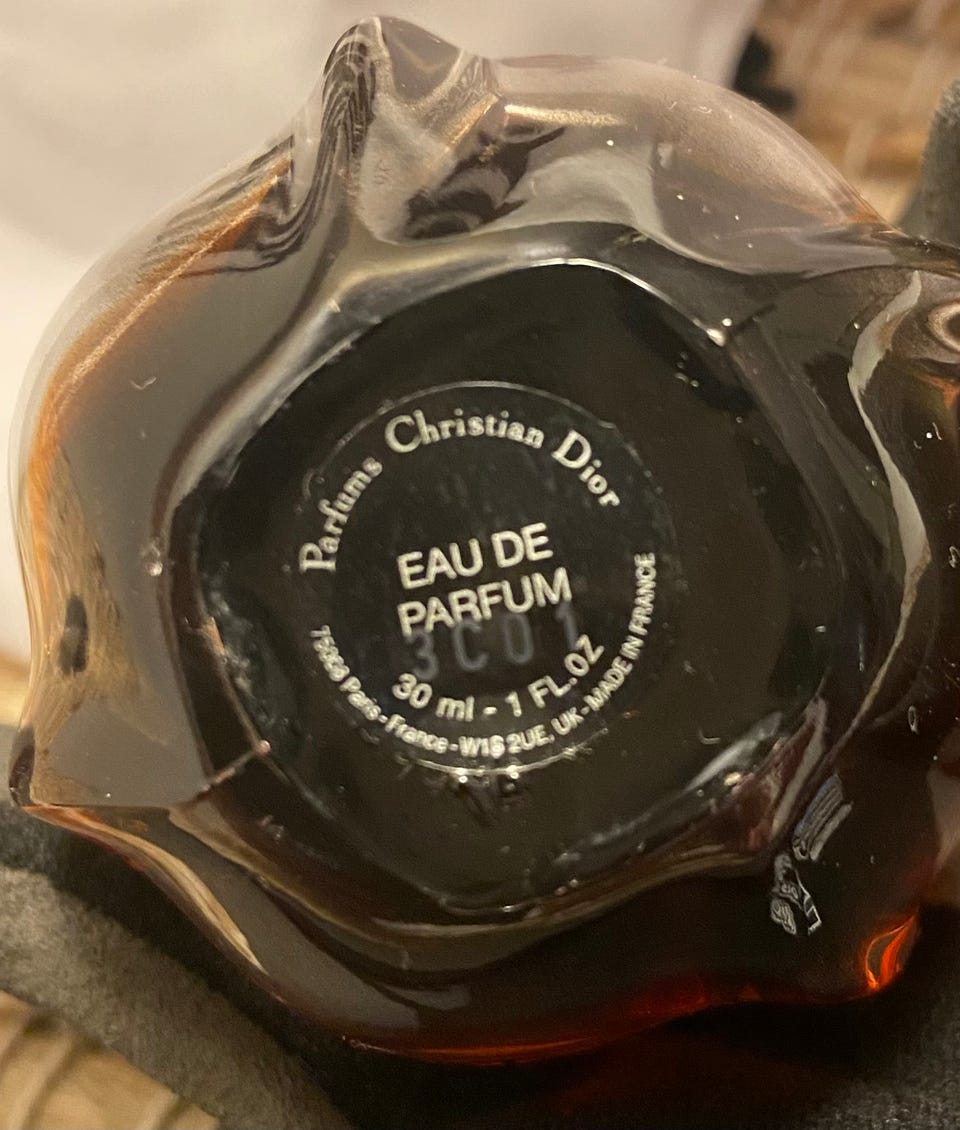 Parfums Christian Dior
EAU DE
PARFUM
3C01
30 ml - 1 FL.OZ
75008 Paris - France - W1S 2UE, UK - MADE IN FRANCE